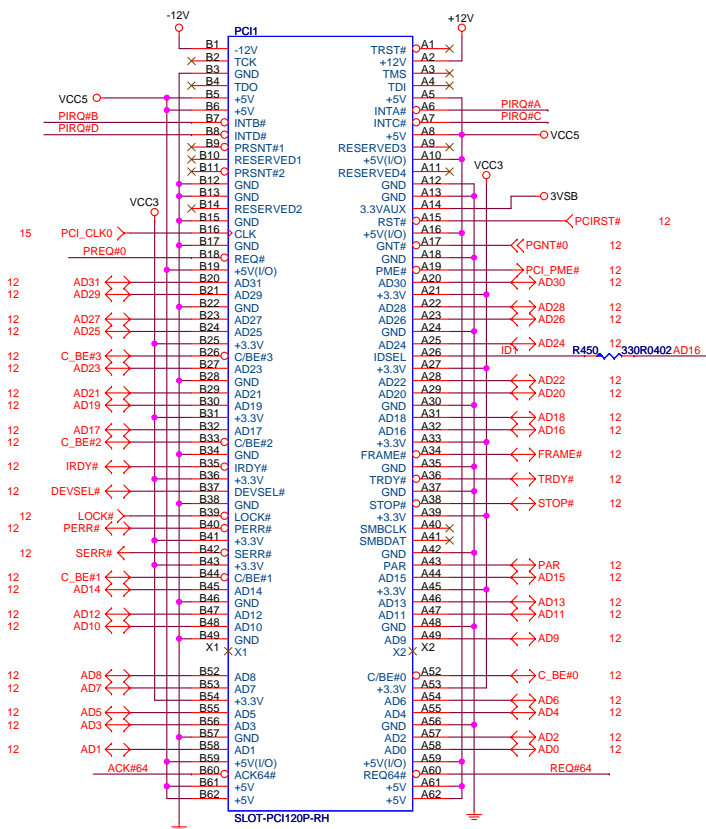 -12V +12V
PCI1
B1 -12V TRST# A1
B2 TCK +12V A2
B3 GND TMS A3
B4 TDO TDI A4
VCC5 B5 +5V +5V A5
B6 +5V INTA# A6 PIRQ#A
PIRQ#B B7 INTB# INTC# A7 PIRQ#C
PIRQ#D B8 INTD# +5V A8 VCC5
B9 PRSNT#1 RESERVED3 A9
B10 RESERVED1 +5V(I/O) A10
B11 PRSNT#2 RESERVED4 A11 VCC3
B12 GND GND A12
B13 GND GND A13
VCC3 B14 RESERVED2 3.3VAUX A14 3VSB
B15 GND RST# A15 PCIRST# 12
15 PCI_CLK0 B16 CLK +5V(I/O) A16
B17 GND GNT# A17 PGNT#0 12
PREQ#0 B18 REQ# GND A18
B19 +5V(I/O) PME# A19 PCI_PME# 12
12 AD31 B20 AD31 AD30 A20 AD30 12
12 AD29 B21 AD29 +3.3V A21
B22 GND AD28 A22 AD28 12
12 AD27 B23 AD27 AD26 A23 AD26 12
12 AD25 B24 AD25 GND A24
B25 +3.3V AD24 A25 AD24 12
12 C_BE#3 B26 C/BE#3 IDSEL A26 ID1 R450 330R0402 AD16
12 AD23 B27 AD23 +3.3V A27
B28 GND AD22 A28 AD22 12
12 AD21 B29 AD21 AD20 A29 AD20 12
12 AD19 B30 AD19 GND A30
B31 +3.3V AD18 A31 AD18 12
12 AD17 B32 AD17 AD16 A32 AD16 12
12 C_BE#2 B33 C/BE#2 +3.3V A33
B34 GND FRAME# A34 FRAME# 12
12 IRDY# B35 IRDY# GND A35
B36 +3.3V TRDY# A36 TRDY# 12
12 DEVSEL# B37 DEVSEL# GND A37
B38 GND STOP# A38 STOP# 12
12 LOCK# B39 LOCK# +3.3V A39
12 PERR# B40 PERR# SMBCLK A40
B41 +3.3V SMBDAT A41
12 SERR# B42 SERR# GND A42
B43 +3.3V PAR A43 PAR 12
12 C_BE#1 B44 C/BE#1 AD15 A44 AD15 12
12 AD14 B45 AD14 +3.3V A45
B46 GND AD13 A46 AD13 12
12 AD12 B47 AD12 AD11 A47 AD11 12
12 AD10 B48 AD10 GND A48
B49 GND AD9 A49 AD9 12
X1 X1 X2 X2
12 AD8 B52 AD8 C/BE#0 A52 C_BE#0 12
12 AD7 B53 AD7 +3.3V A53
B54 +3.3V AD6 A54 AD6 12
12 AD5 B55 AD5 AD4 A55 AD4 12
12 AD3 B56 AD3 GND A56
B57 GND AD2 A57 AD2 12
12 AD1 B58 AD1 AD0 A58 AD0 12
B59 +5V(I/O) +5V(I/O) A59
ACK#64 B60 ACK64# REQ64# A60 REQ#64
B61 +5V +5V A61
B62 +5V +5V A62
SLOT-PCI120P-RH